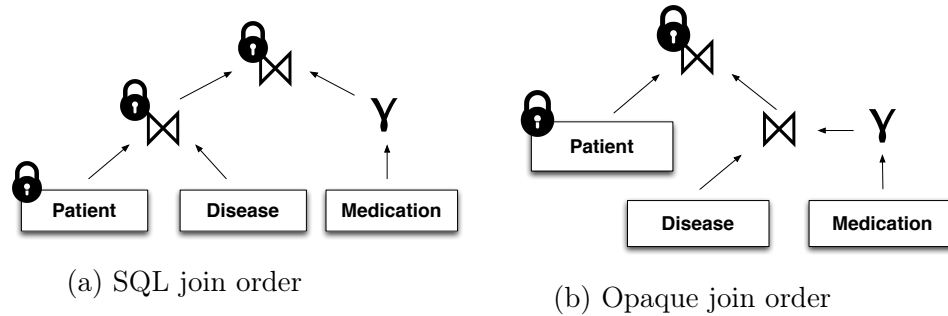 γ
Patient
Disease
Medication
(a) SQL join order
γ
Patient
Disease
Medication
(b) Opaque join order